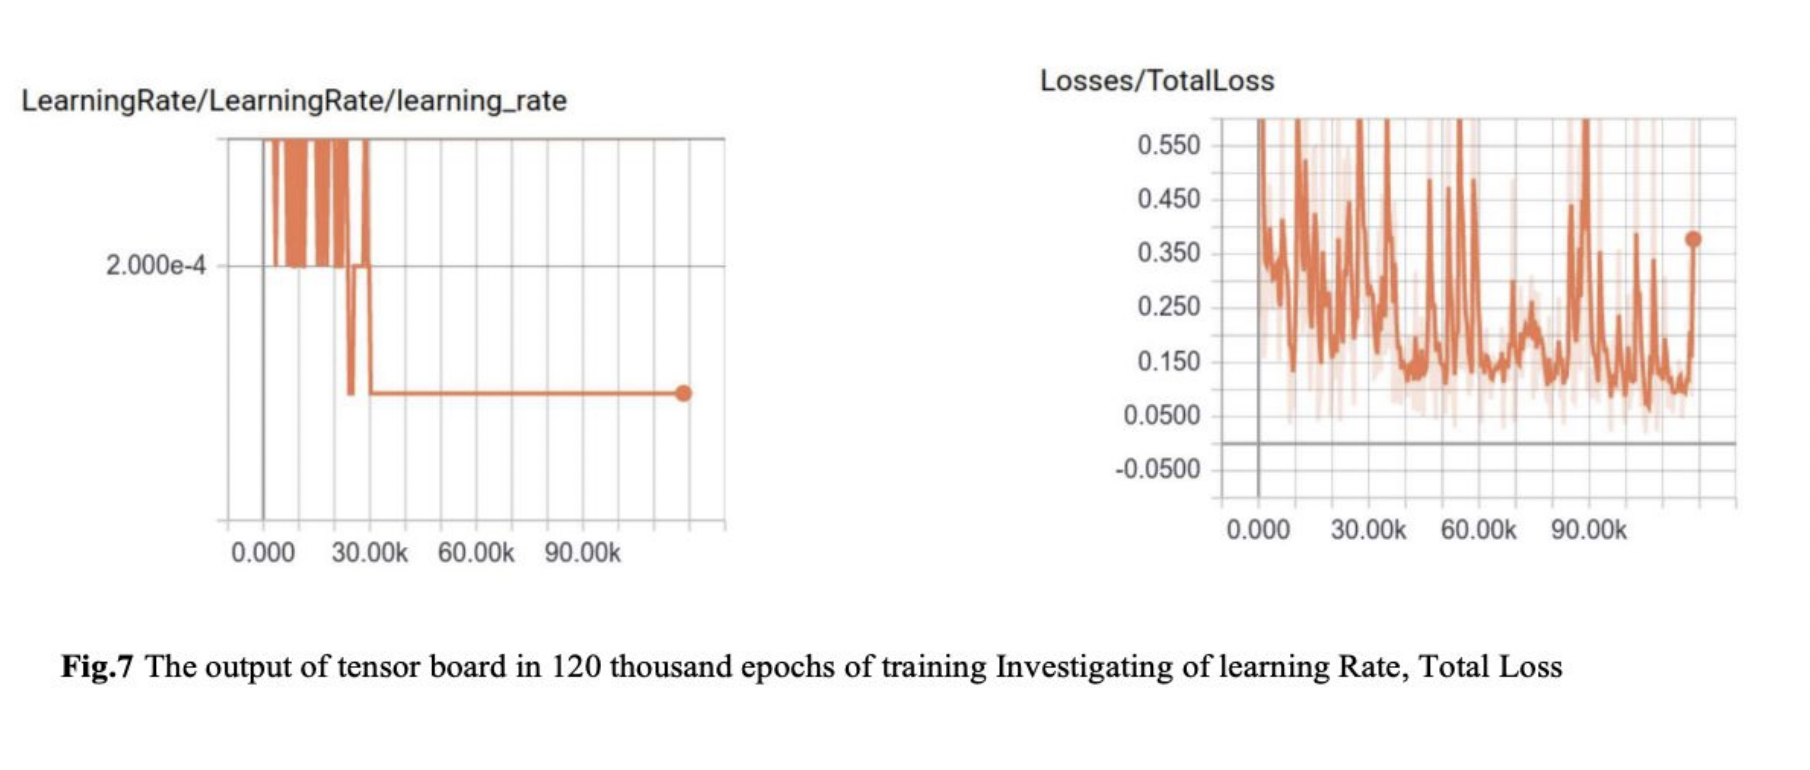 LearningRate/LearningRate/learning_rate
2.000e-4
0.000 30.00k 60.00k 90.00k
Losses/TotalLoss
0.550
0.450
0.350
0.250
0.150
0.0500
-0.0500
0.000 30.00k 60.00k 90.00k
Fig.7 The output of tensor board in 120 thousand epochs of training Investigating of learning Rate, Total Loss